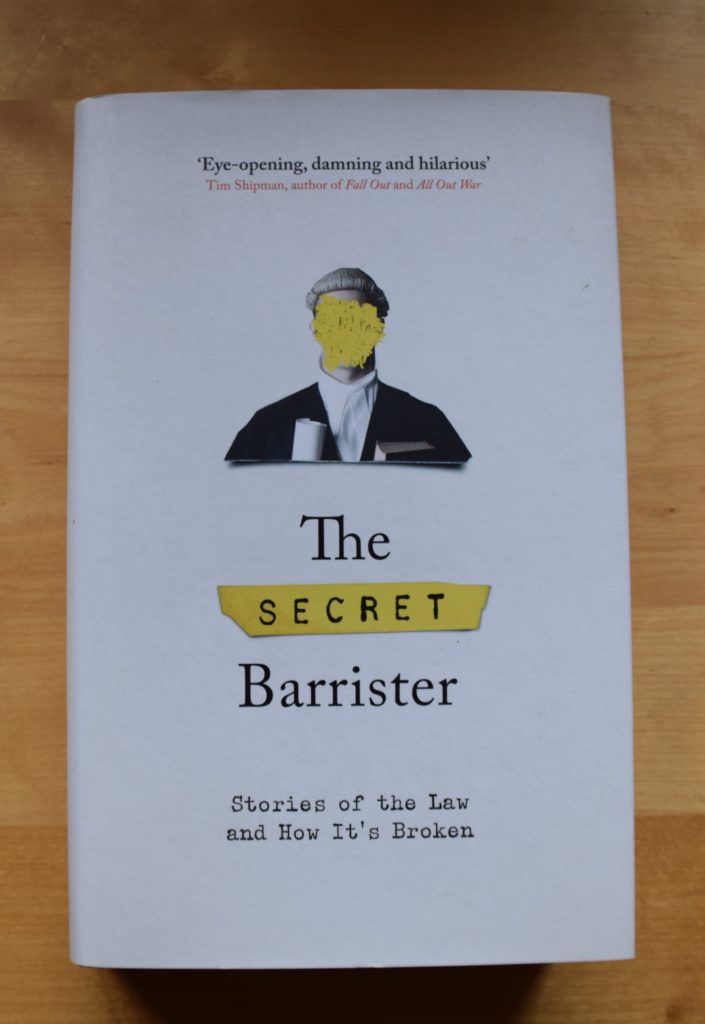 ‘Eye-opening, damning and hilarious’
Tim Shipman, author of Fall Out and All Out War
The
SECRET
Barrister
Stories of the Law
and How It's Broken